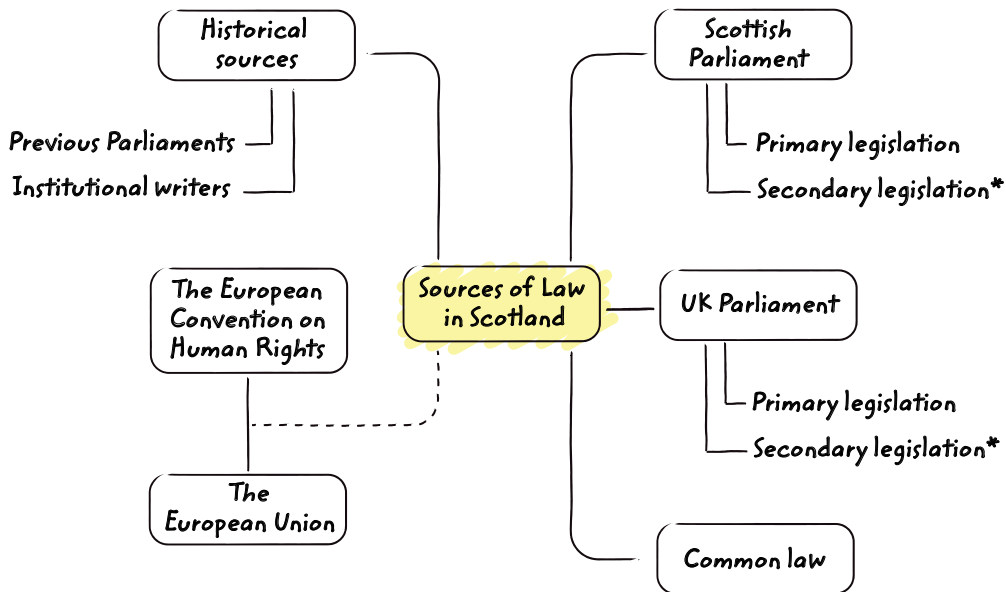 Historical
sources
Previous Parliaments
Institutional writers
Scottish
Parliament
Primary legislation
Secondary legislation*
The European
Convention on
Human Rights
Sources of Law
in Scotland
UK Parliament
Primary legislation
Secondary legislation*
The
European Union
Common law